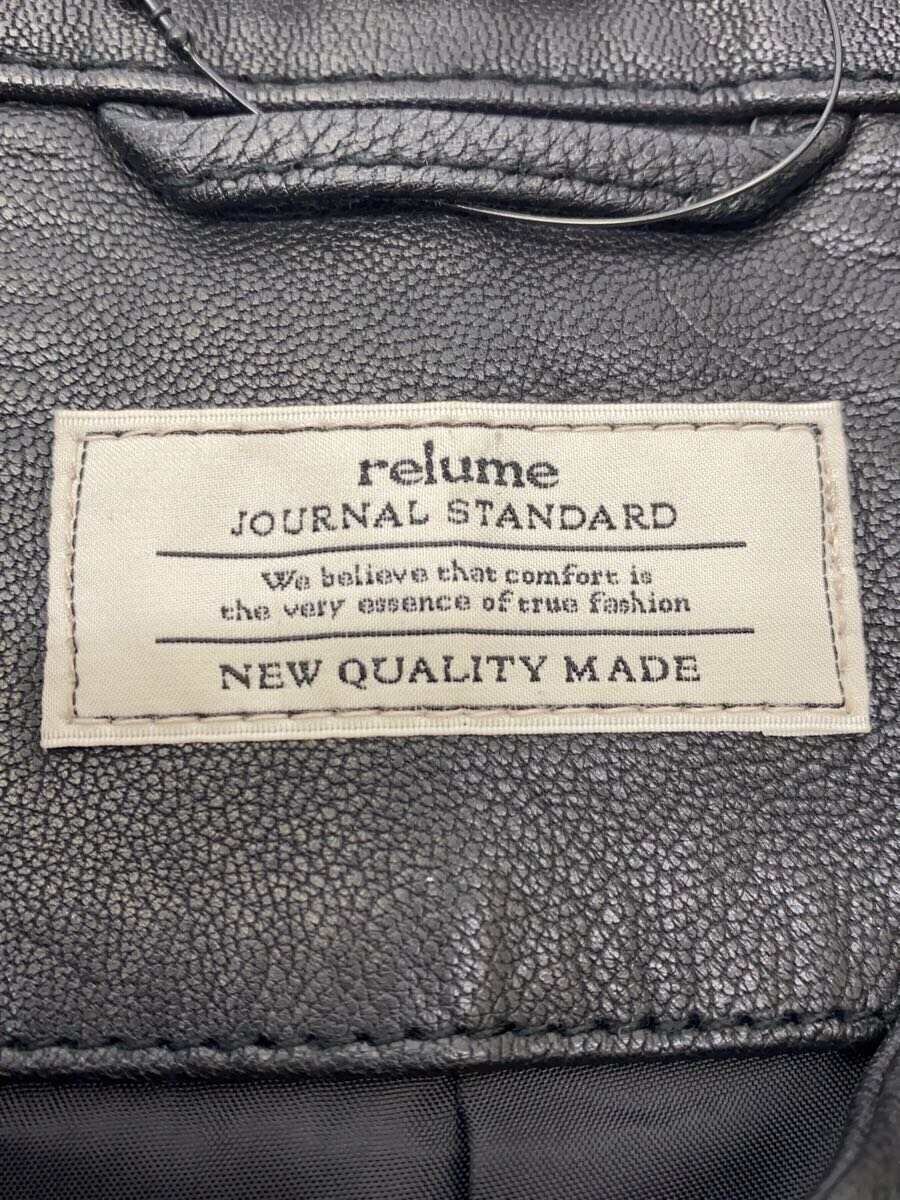 relume
JOURNAL STANDARD
We believe that comfort is
the very essence of true fashion
NEW QUALITY MADE